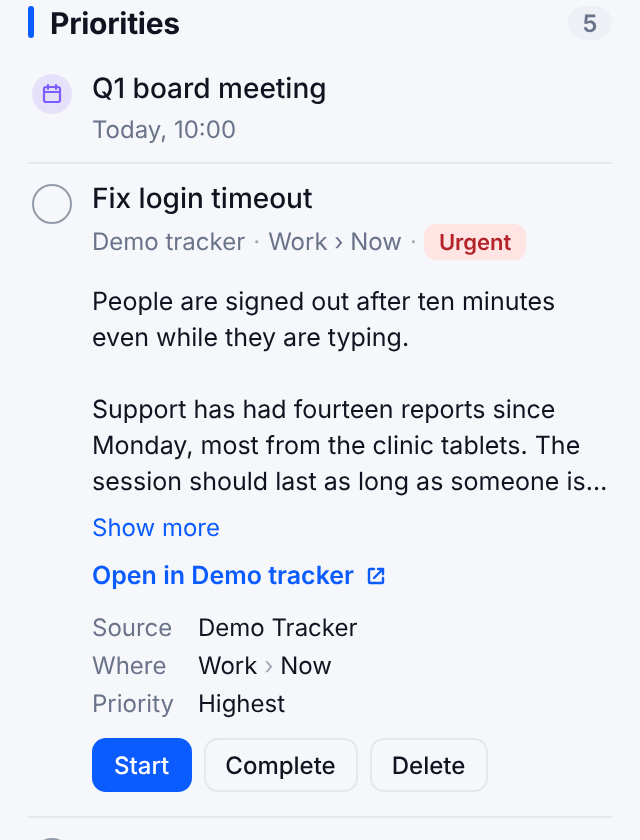 Priorities
5
Q1 board meeting
Today, 10:00
Fix login timeout
Demo tracker · Work › Now · Urgent
People are signed out after ten minutes
even while they are typing.
Support has had fourteen reports since
Monday, most from the clinic tablets. The
session should last as long as someone is...
Show more
Open in Demo tracker
Source Demo Tracker
Where Work › Now
Priority Highest
Start Complete Delete